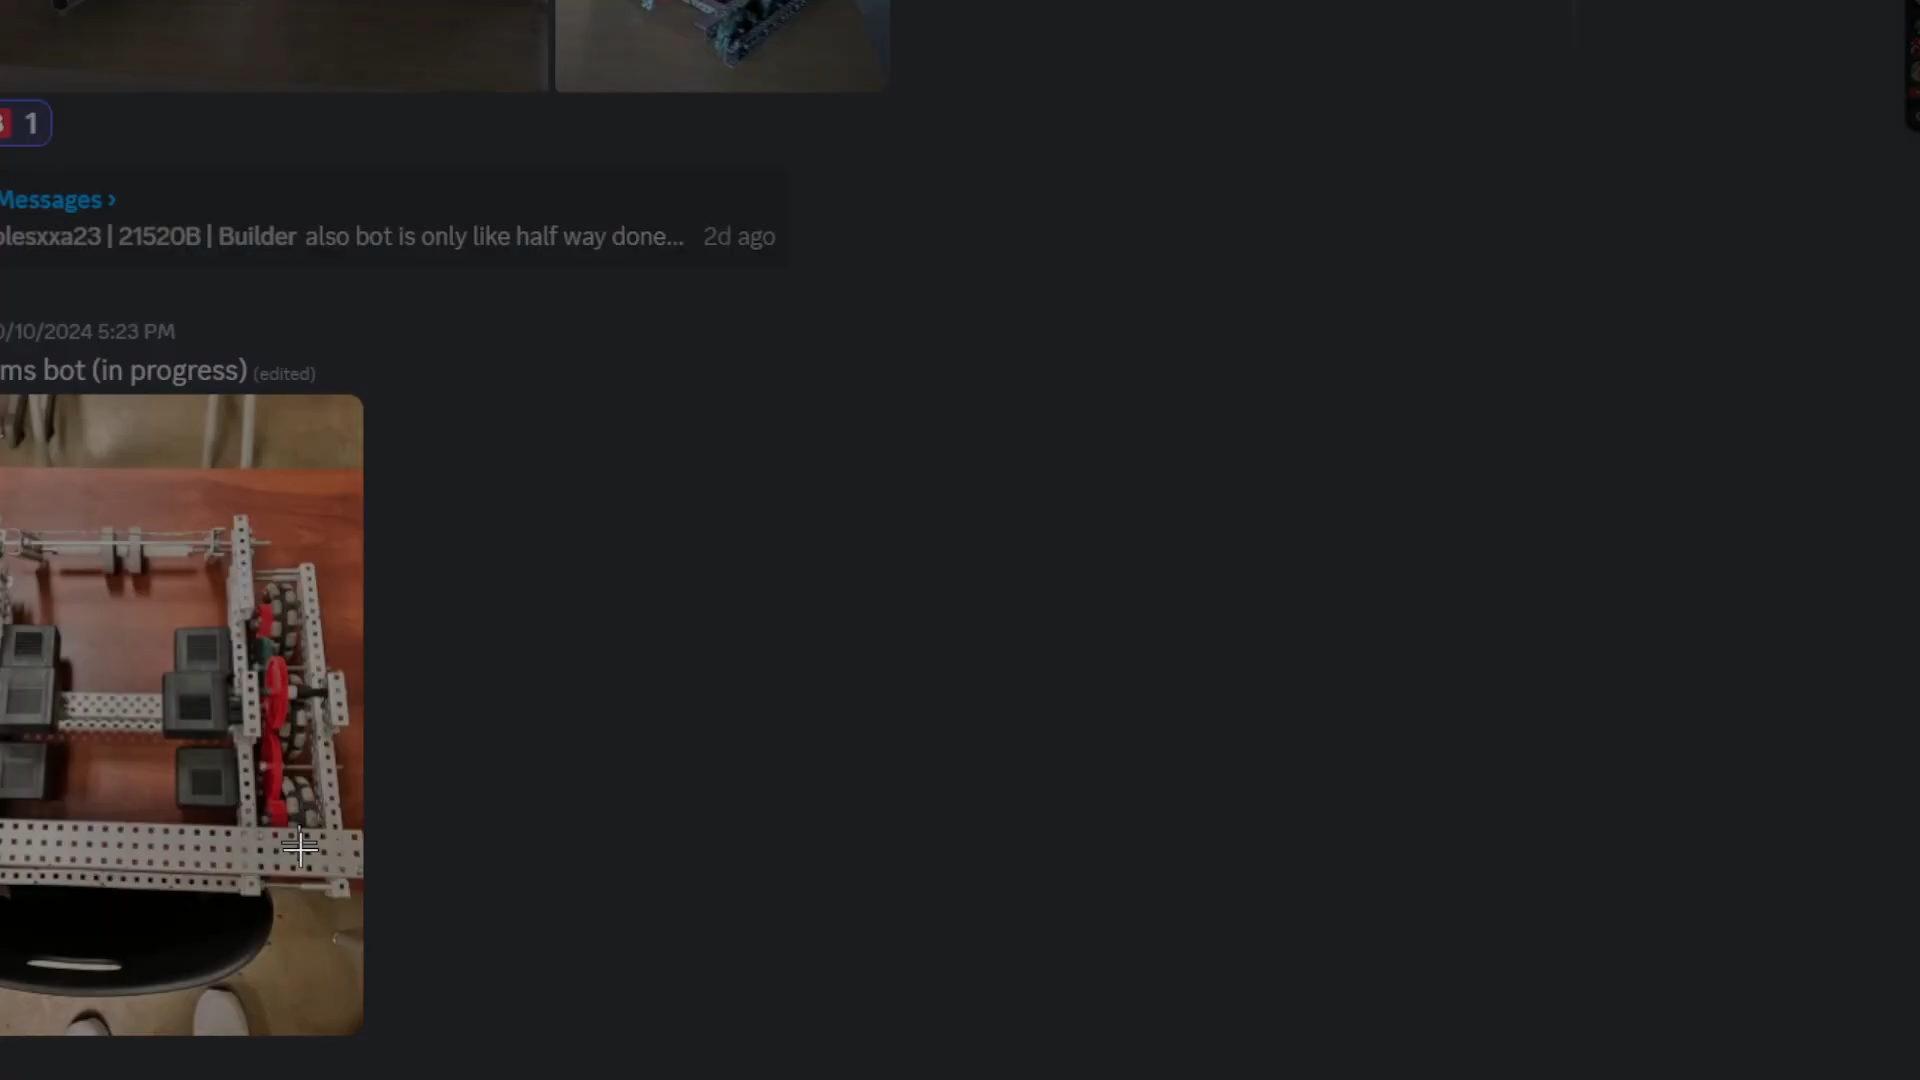 1
Messages ›
lesxxa23 | 21520B | Builder also bot is only like half way done... 2d ago
/10/2024 5:23 PM
ms bot (in progress) (edited)